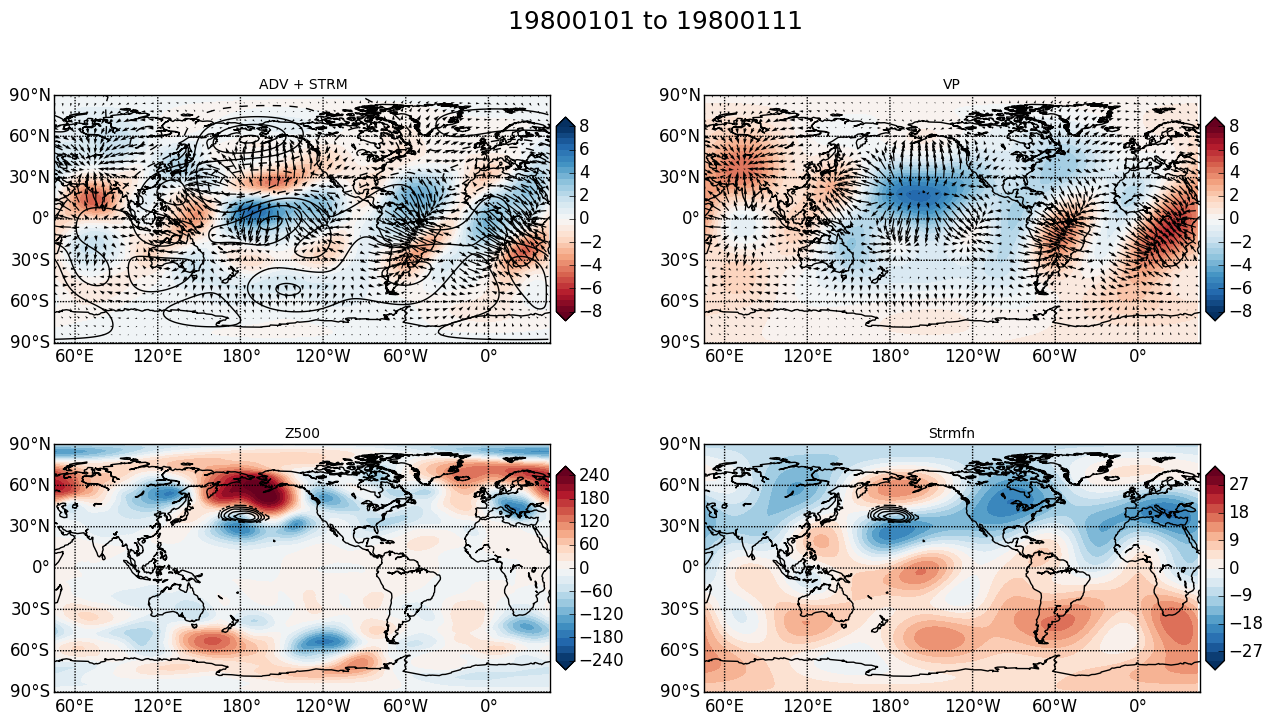 19800101 to 19800111
ADV + STRM
90°N
60°N
30°N
0°
30°S
60°S
90°S
60°E 120°E 180° 120°W 60°W 0°
8
6
4
2
0
−2
−4
−6
−8
VP
90°N
60°N
30°N
0°
30°S
60°S
90°S
60°E 120°E 180° 120°W 60°W 0°
8
6
4
2
0
−2
−4
−6
−8
Z500
90°N
60°N
30°N
0°
30°S
60°S
90°S
60°E 120°E 180° 120°W 60°W 0°
240
180
120
60
0
−60
−120
−180
−240
Strmfn
90°N
60°N
30°N
0°
30°S
60°S
90°S
60°E 120°E 180° 120°W 60°W 0°
27
18
9
0
−9
−18
−27